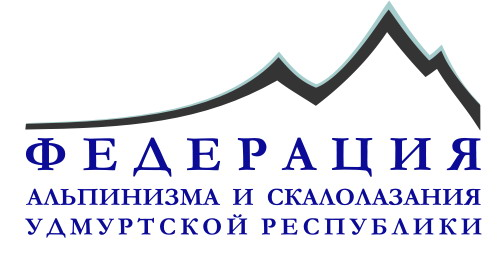 ФЕДЕРАЦИЯ
АЛЬПИНИЗМА И СКАЛОЛАЗАНИЯ
УДМУРТСКОЙ РЕСПУБЛИКИ